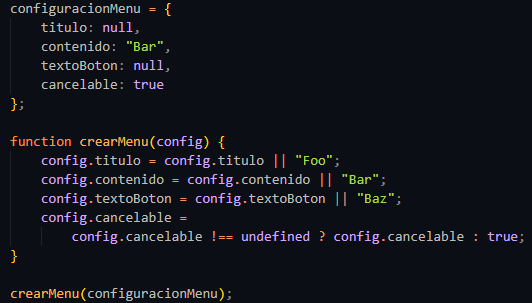 configuracionMenu = {
    titulo: null,
    contenido: "Bar",
    textoBoton: null,
    cancelable: true
};

function crearMenu(config) {
    config.titulo = config.titulo || "Foo";
    config.contenido = config.contenido || "Bar";
    config.textoBoton = config.textoBoton || "Baz";
    config.cancelable =
        config.cancelable !== undefined ? config.cancelable : true;
}

crearMenu(configuracionMenu);